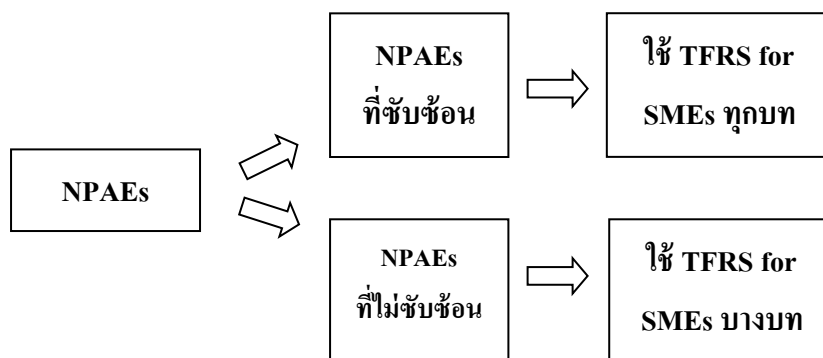 NPAEs
NPAEs
ที่ซับซ้อน
ใช้ TFRS for
SMEs ทุกบท
NPAEs
ที่ไม่ซับซ้อน
ใช้ TFRS for
SMEs บางบท